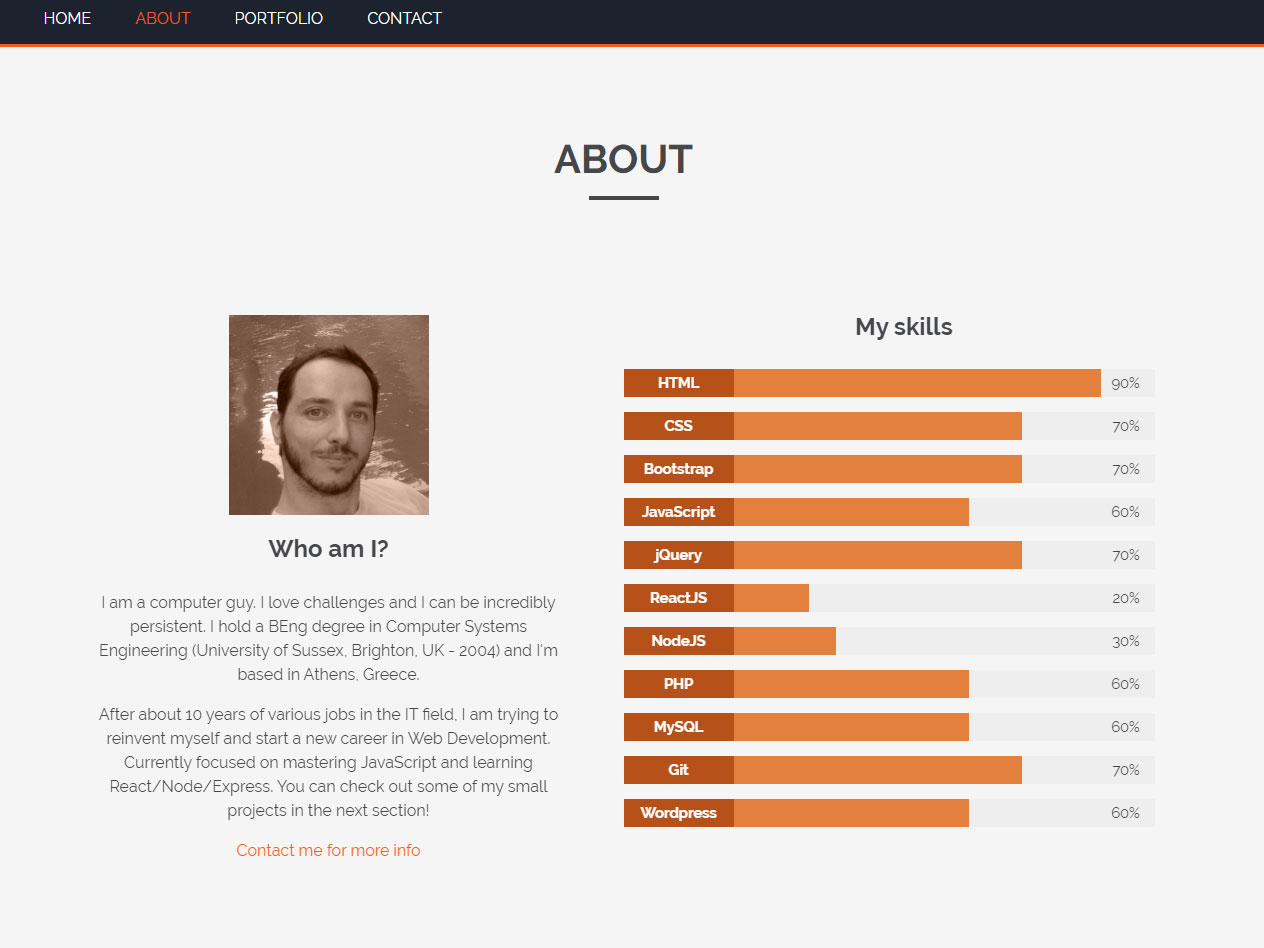 HOME ABOUT PORTFOLIO CONTACT
ABOUT
Who am I?
I am a computer guy. I love challenges and I can be incredibly
persistent. I hold a BEng degree in Computer Systems
Engineering (University of Sussex, Brighton, UK - 2004) and I'm
based in Athens, Greece.
After about 10 years of various jobs in the IT field, I am trying to
reinvent myself and start a new career in Web Development.
Currently focused on mastering JavaScript and learning
React/Node/Express. You can check out some of my small
projects in the next section!
Contact me for more info
My skills
HTML 90%
CSS 70%
Bootstrap 70%
JavaScript 60%
jQuery 70%
ReactJS 20%
NodeJS 30%
PHP 60%
MySQL 60%
Git 70%
Wordpress 60%